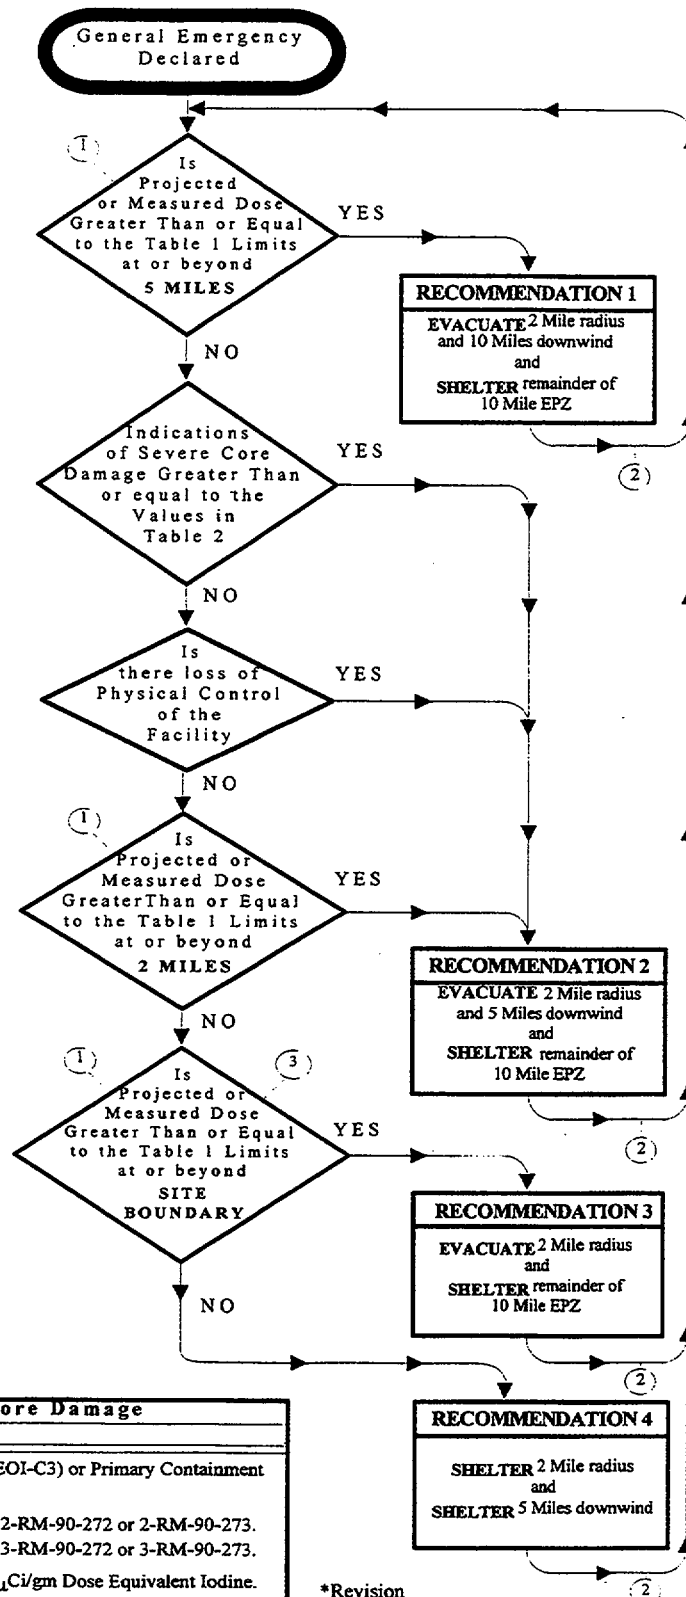 General Emergency
Declared
1
Is
Projected
or Measured Dose
Greater Than or Equal
to the Table 1 Limits
at or beyond
5 MILES
YES
NO
RECOMMENDATION 1
EVACUATE 2 Mile radius
and 10 Miles downwind
and
SHELTER remainder of
10 Mile EPZ
2
Indications
of Severe Core
Damage Greater Than
or equal to the
Values in
Table 2
YES
NO
Is
there loss of
Physical Control
of the
Facility
YES
NO
1
Is
Projected or
Measured Dose
GreaterThan or Equal
to the Table 1 Limits
at or beyond
2 MILES
YES
NO
RECOMMENDATION 2
EVACUATE 2 Mile radius
and 5 Miles downwind
and
SHELTER remainder of
10 Mile EPZ
2
1
3
Is
Projected or
Measured Dose
Greater Than or Equal
to the Table 1 Limits
at or beyond
SITE
BOUNDARY
YES
NO
RECOMMENDATION 3
EVACUATE 2 Mile radius
and
SHELTER remainder of
10 Mile EPZ
2
RECOMMENDATION 4
SHELTER 2 Mile radius
and
SHELTER 5 Miles downwind
2
ore Damage
EOI-C3) or Primary Containment
2-RM-90-272 or 2-RM-90-273.
3-RM-90-272 or 3-RM-90-273.
µCi/gm Dose Equivalent Iodine.
*Revision